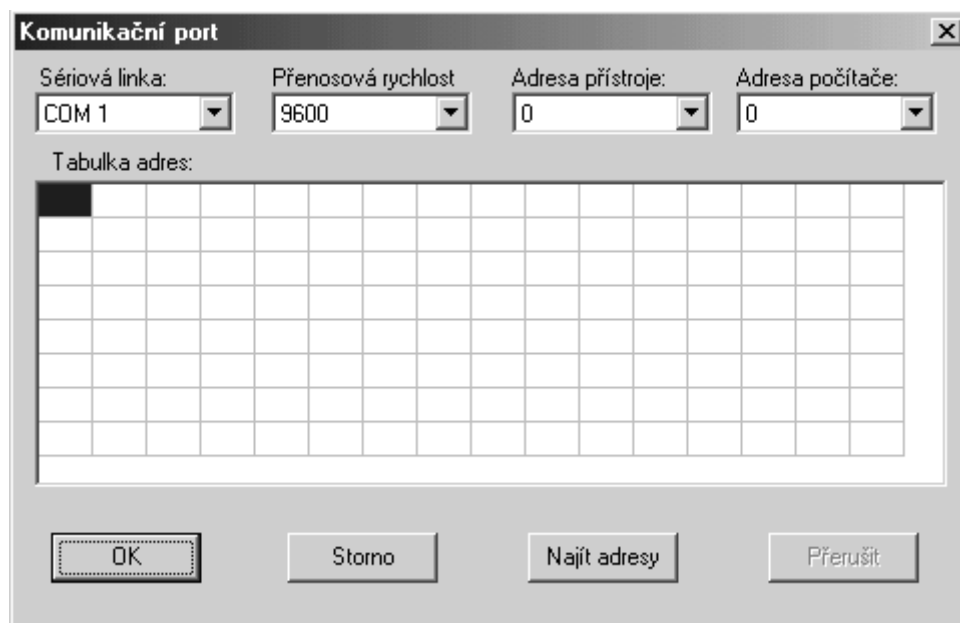 Komunikační port
Sériová linka: Přenosová rychlost Adresa přístroje: Adresa počítače:
COM 1 9600 0 0
Tabulka adres:
OK Storno Najít adresy Přerušit